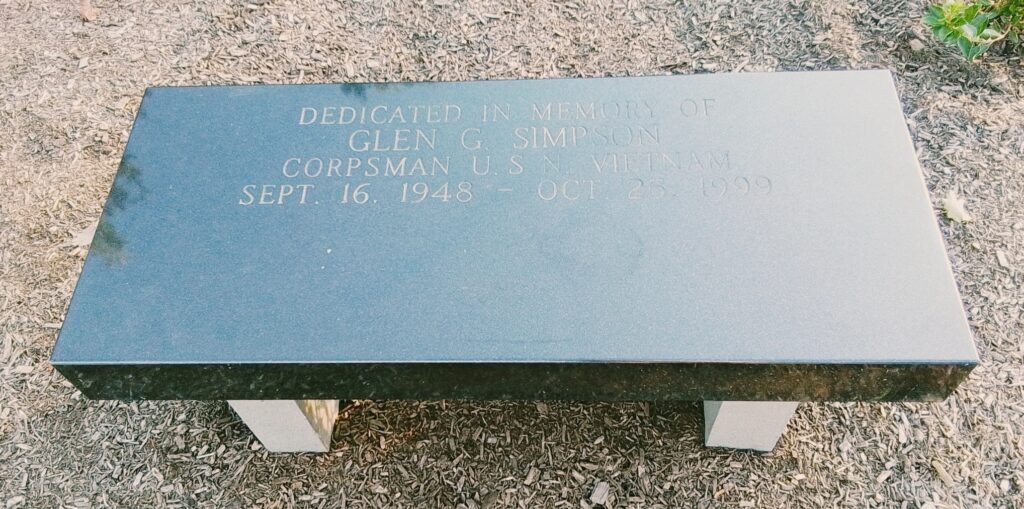 DEDICATED IN MEMORY OF
GLEN G. SIMPSON
CORPSMAN U.S.N. VIETNAM
SEPT. 16. 1948 - OCT. 25. 1999